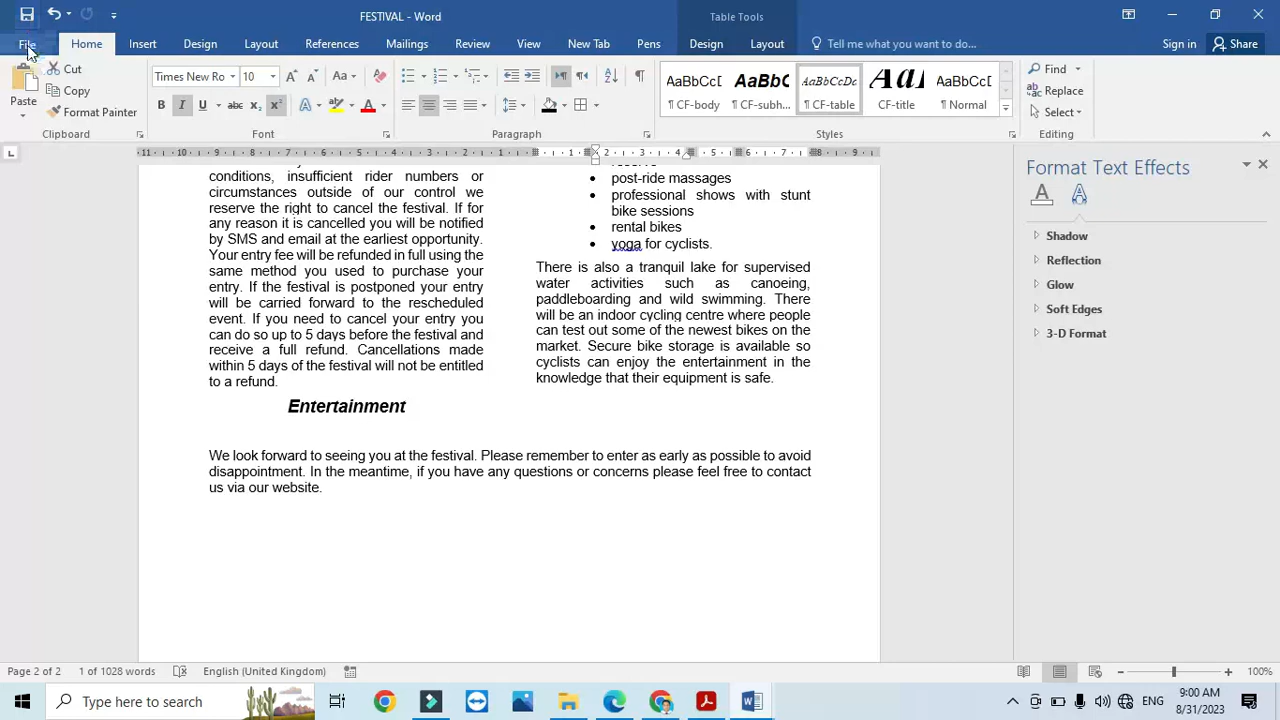 FESTIVAL - Word
Table Tools
File Home Insert Design Layout References Mailings Review View New Tab Pens Design Layout Tell me what you want to do... Sign in Share
Paste
Cut
Copy
Format Painter
Clipboard
Times New Ro 10
Font
Paragraph
AaBbCcD AaBbC AaBbCcDc AaB AaBbCcD
¶ CF-body ¶ CF-subh... ¶ CF-table CF-title ¶ Normal
Styles
Find
Replace
Select
Editing
conditions, insufficient rider numbers or
circumstances outside of our control we
reserve the right to cancel the festival. If for
any reason it is cancelled you will be notified
by SMS and email at the earliest opportunity.
Your entry fee will be refunded in full using the
same method you used to purchase your
entry. If the festival is postponed your entry
will be carried forward to the rescheduled
event. If you need to cancel your entry you
can do so up to 5 days before the festival and
receive a full refund. Cancellations made
within 5 days of the festival will not be entitled
to a refund.
Entertainment
• post-ride massages
• professional shows with stunt
bike sessions
• rental bikes
• yoga for cyclists.
There is also a tranquil lake for supervised
water activities such as canoeing,
paddleboarding and wild swimming. There
will be an indoor cycling centre where people
can test out some of the newest bikes on the
market. Secure bike storage is available so
cyclists can enjoy the entertainment in the
knowledge that their equipment is safe.
We look forward to seeing you at the festival. Please remember to enter as early as possible to avoid
disappointment. In the meantime, if you have any questions or concerns please feel free to contact
us via our website.
Format Text Effects
Shadow
Reflection
Glow
Soft Edges
3-D Format
Page 2 of 2 1 of 1028 words English (United Kingdom) 100%
Type here to search
ENG
9:00 AM
8/31/2023